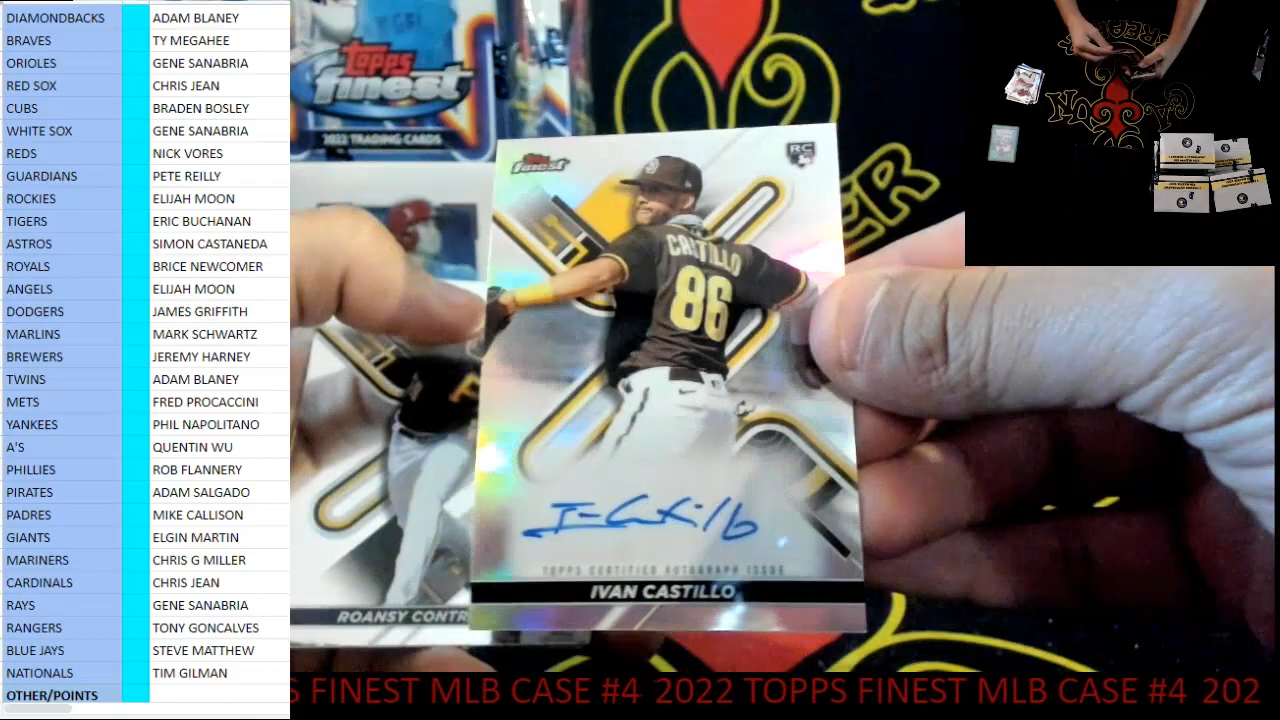 DIAMONDBACKS ADAM BLANEY
BRAVES TY MEGAHEE
ORIOLES GENE SANABRIA
RED SOX CHRIS JEAN
CUBS BRADEN BOSLEY
WHITE SOX GENE SANABRIA
REDS NICK VORES
GUARDIANS PETE REILLY
ROCKIES ELIJAH MOON
TIGERS ERIC BUCHANAN
ASTROS SIMON CASTANEDA
ROYALS BRICE NEWCOMER
ANGELS ELIJAH MOON
DODGERS JAMES GRIFFITH
MARLINS MARK SCHWARTZ
BREWERS JEREMY HARNEY
TWINS ADAM BLANEY
METS FRED PROCACCINI
YANKEES PHIL NAPOLITANO
A'S QUENTIN WU
PHILLIES ROB FLANNERY
PIRATES ADAM SALGADO
PADRES MIKE CALLISON
GIANTS ELGIN MARTIN
MARINERS CHRIS G MILLER
CARDINALS CHRIS JEAN
RAYS GENE SANABRIA
RANGERS TONY GONCALVES
BLUE JAYS STEVE MATTHEW
NATIONALS TIM GILMAN
OTHER/POINTS
Topps
finest
2022 TRADING CARDS
Topps
finest
RC
CASTILLO
86
TOPPS CERTIFIED AUTOGRAPH ISSUE
IVAN CASTILLO
ROANSY CONTR
S FINEST MLB CASE #4 2022 TOPPS FINEST MLB CASE #4 202